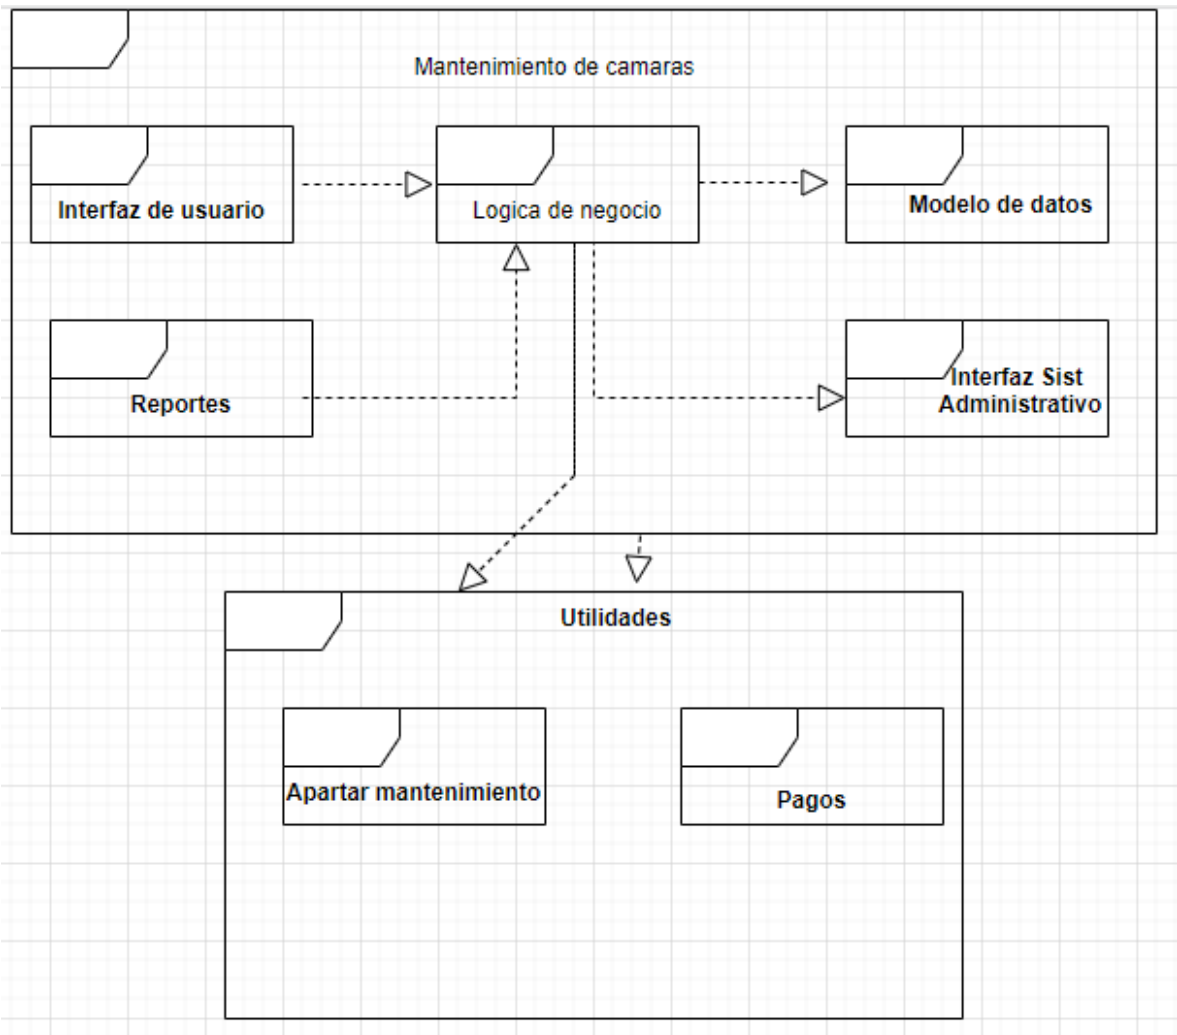 Mantenimiento de camaras
Interfaz de usuario
Logica de negocio
Modelo de datos
Reportes
Interfaz Sist
Administrativo
Utilidades
Apartar mantenimiento
Pagos